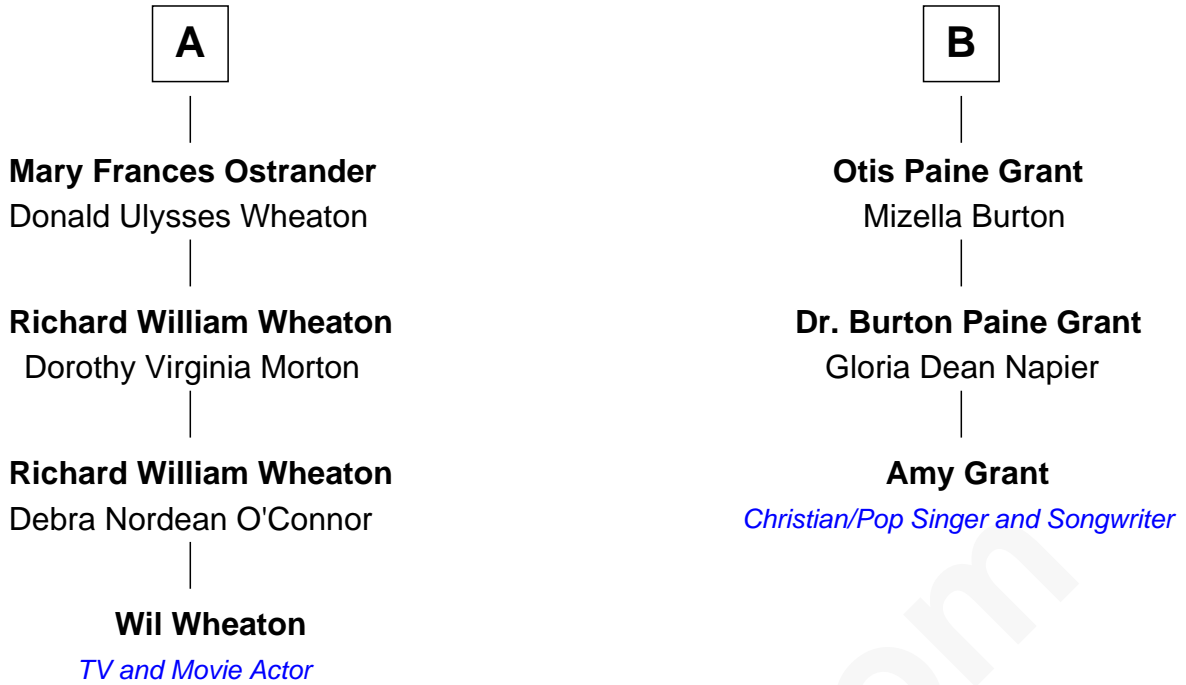 A
Mary Frances Ostrander
Donald Ulysses Wheaton
Richard William Wheaton
Dorothy Virginia Morton
Richard William Wheaton
Debra Nordean O'Connor
Wil Wheaton
TV and Movie Actor
B
Otis Paine Grant
Mizella Burton
Dr. Burton Paine Grant
Gloria Dean Napier
Amy Grant
Christian/Pop Singer and Songwriter
om